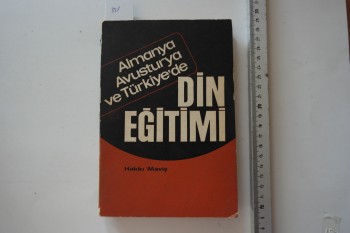 Almanya
Avusturya
ve Türkiye'de
DİN
EĞİTİMİ
Hakkı Maviş